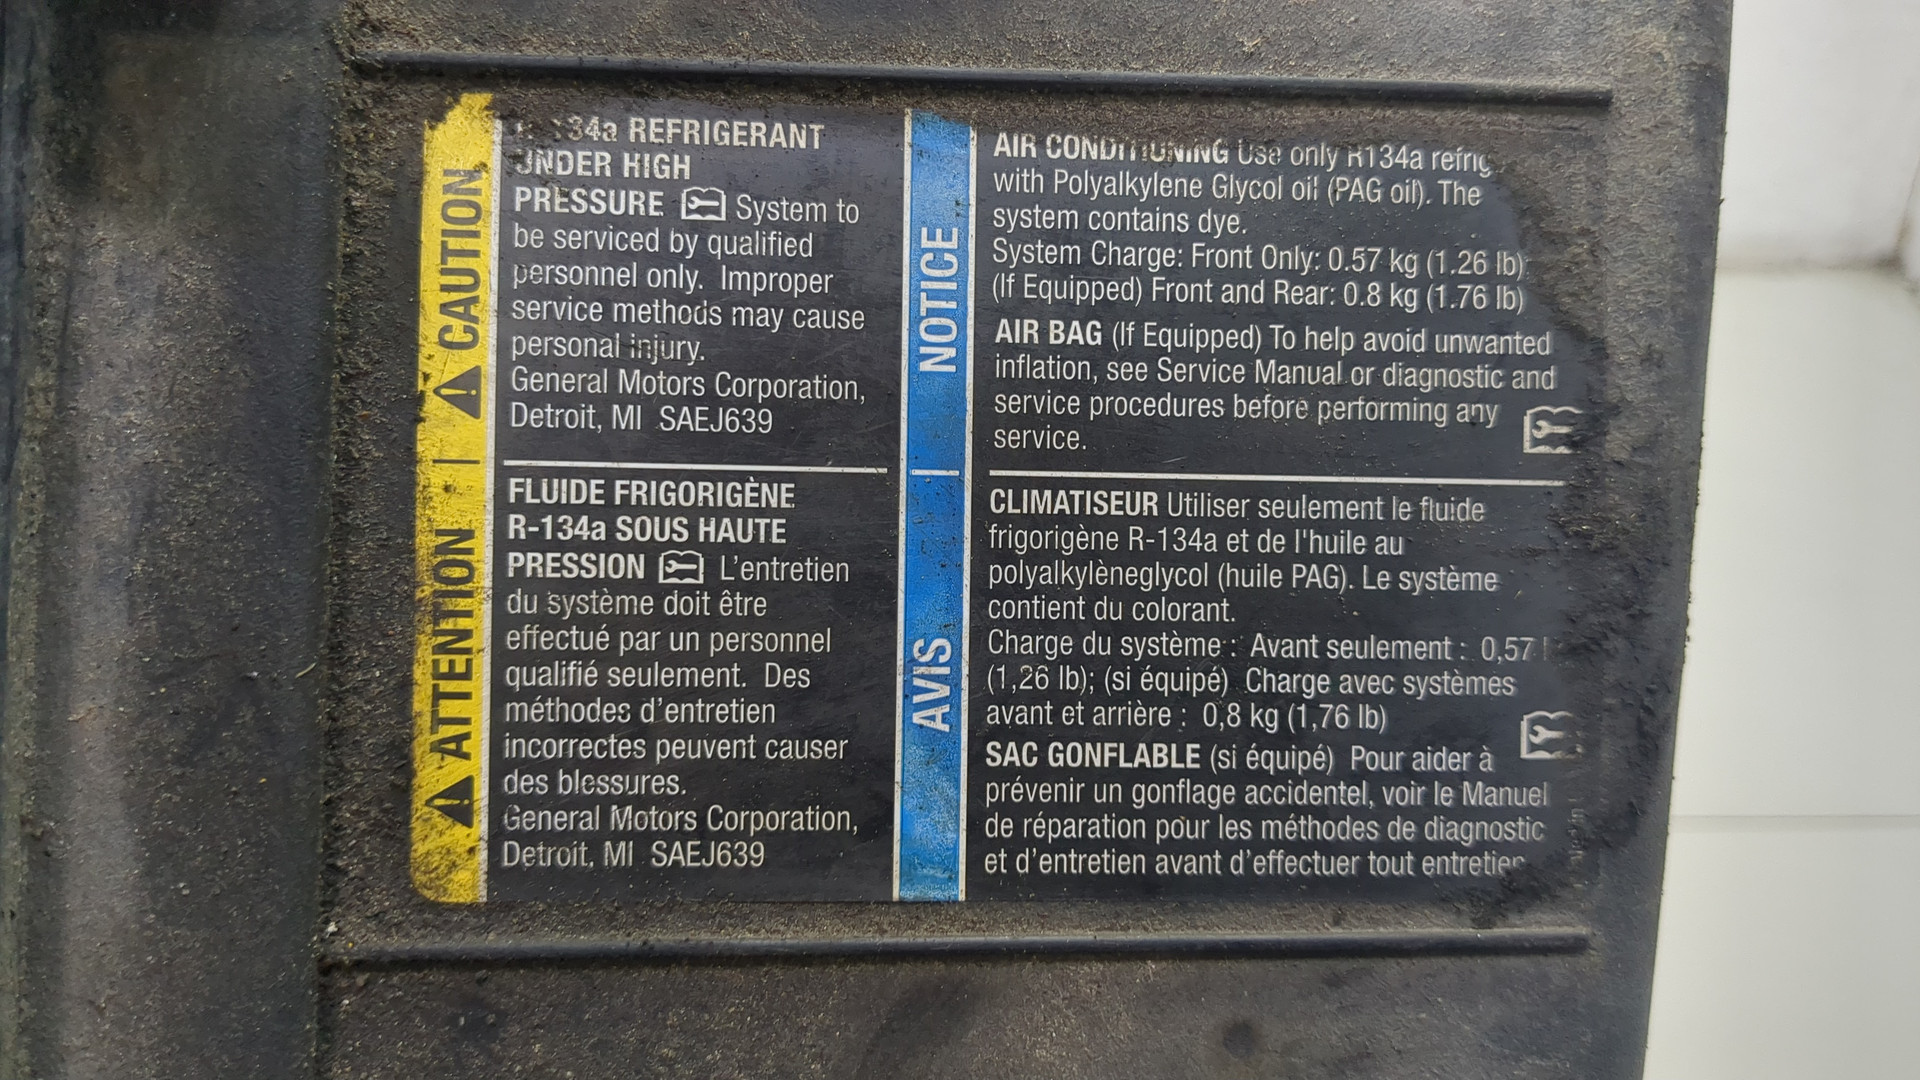 CAUTION
R-134a REFRIGERANT
UNDER HIGH
PRESSURE System to
be serviced by qualified
personnel only. Improper
service methods may cause
personal injury.
General Motors Corporation,
Detroit, MI SAEJ639
ATTENTION
FLUIDE FRIGORIGÈNE
R-134a SOUS HAUTE
PRESSION L'entretien
du système doit être
effectué par un personnel
qualifié seulement. Des
méthodes d'entretien
incorrectes peuvent causer
des blessures.
General Motors Corporation,
Detroit, MI SAEJ639
NOTICE
AIR CONDITIONING Use only R134a
with Polyalkylene Glycol oil (PAG oil). The
system contains dye.
System Charge: Front Only: 0.57 kg (1.26 lb)
(If Equipped) Front and Rear: 0.8 kg (1.76 lb)
AIR BAG (If Equipped) To help avoid unwanted
inflation, see Service Manual or diagnostic and
service procedures before performing any
service.
AVIS
CLIMATISEUR Utiliser seulement le fluide
frigorigène R-134a et de l'huile au
polyalkylèneglycol (huile PAG). Le système
contient du colorant.
Charge du système : Avant seulement : 0,57
(1,26 lb); (si équipé) Charge avec systèmes
avant et arrière : 0,8 kg (1,76 lb)
SAC GONFLABLE (si équipé) Pour aider à
prévenir un gonflage accidentel, voir le Manuel
de réparation pour les méthodes de diagnostic
et d'entretien avant d'effectuer tout entretien